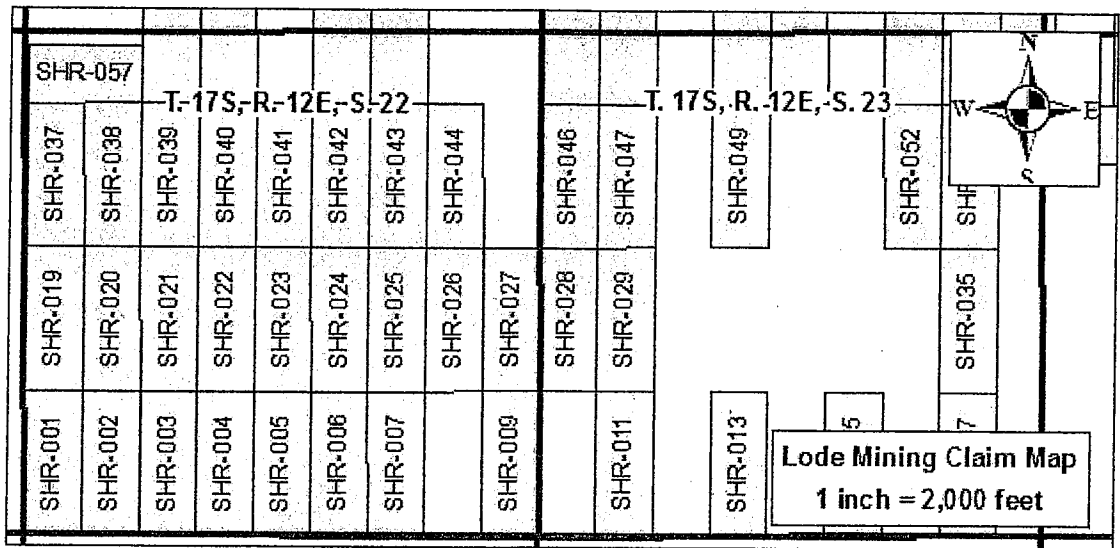 N
W E
S
SHR-057
T. 17S, R. 12E, S. 22
T. 17S, R. 12E, S. 23
SHR-037
SHR-038
SHR-039
SHR-040
SHR-041
SHR-042
SHR-043
SHR-044
SHR-046
SHR-047
SHR-049
SHR-052
SHR-019
SHR-020
SHR-021
SHR-022
SHR-023
SHR-024
SHR-025
SHR-026
SHR-027
SHR-028
SHR-029
SHR-035
SHR-001
SHR-002
SHR-003
SHR-004
SHR-005
SHR-006
SHR-007
SHR-009
SHR-011
SHR-013
5
7
Lode Mining Claim Map
1 inch = 2,000 feet